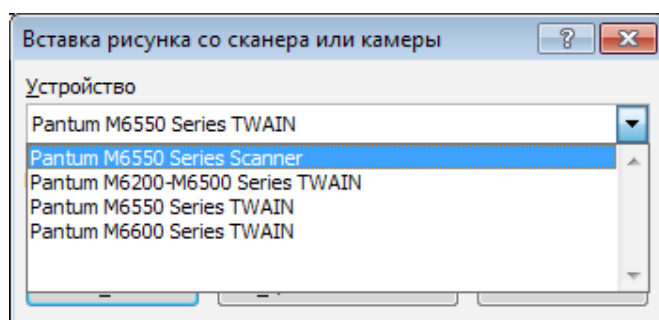 Вставка рисунка со сканера или камеры
Устройство
Pantum M6550 Series TWAIN
Pantum M6550 Series Scanner
Pantum M6200-M6500 Series TWAIN
Pantum M6550 Series TWAIN
Pantum M6600 Series TWAIN